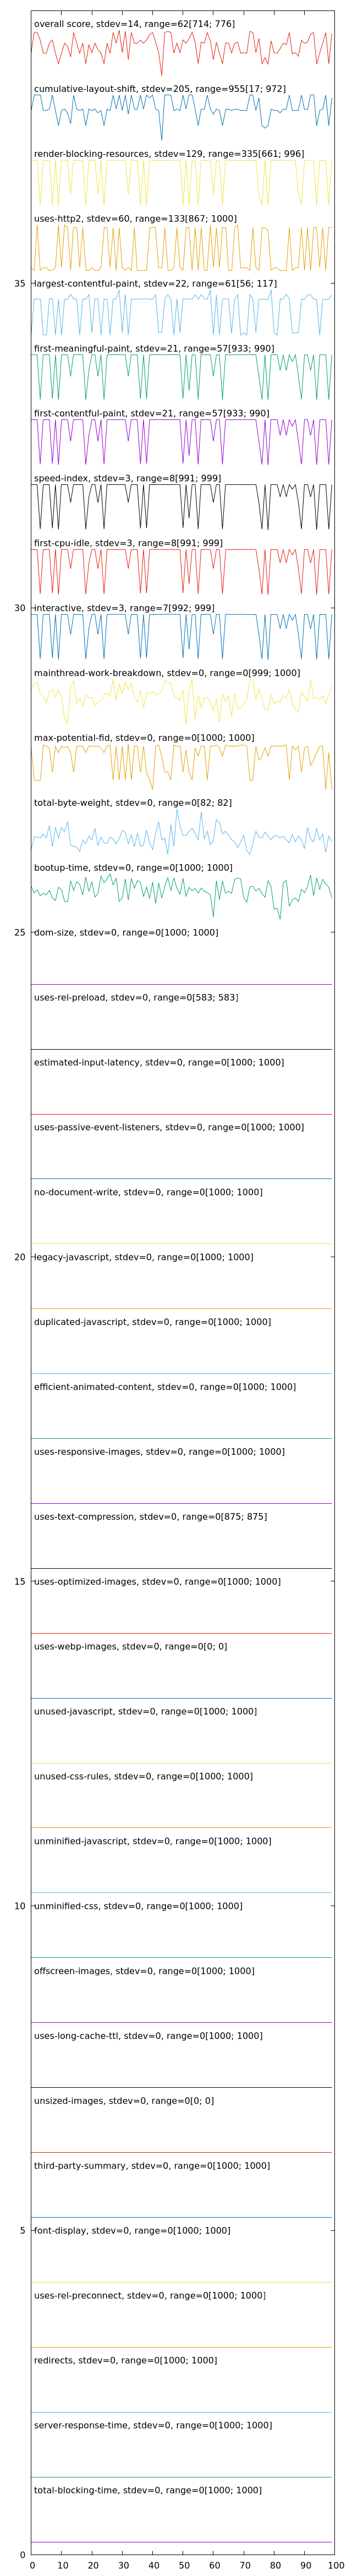 overall score, stdev=14, range=62[714; 776]
cumulative-layout-shift, stdev=205, range=955[17; 972]
render-blocking-resources, stdev=129, range=335[661; 996]
uses-http2, stdev=60, range=133[867; 1000]
35
largest-contentful-paint, stdev=22, range=61[56; 117]
first-meaningful-paint, stdev=21, range=57[933; 990]
first-contentful-paint, stdev=21, range=57[933; 990]
speed-index, stdev=3, range=8[991; 999]
first-cpu-idle, stdev=3, range=8[991; 999]
30
interactive, stdev=3, range=7[992; 999]
mainthread-work-breakdown, stdev=0, range=0[999; 1000]
max-potential-fid, stdev=0, range=0[1000; 1000]
total-byte-weight, stdev=0, range=0[82; 82]
bootup-time, stdev=0, range=0[1000; 1000]
25
dom-size, stdev=0, range=0[1000; 1000]
uses-rel-preload, stdev=0, range=0[583; 583]
estimated-input-latency, stdev=0, range=0[1000; 1000]
uses-passive-event-listeners, stdev=0, range=0[1000; 1000]
no-document-write, stdev=0, range=0[1000; 1000]
20
legacy-javascript, stdev=0, range=0[1000; 1000]
duplicated-javascript, stdev=0, range=0[1000; 1000]
efficient-animated-content, stdev=0, range=0[1000; 1000]
uses-responsive-images, stdev=0, range=0[1000; 1000]
uses-text-compression, stdev=0, range=0[875; 875]
15
uses-optimized-images, stdev=0, range=0[1000; 1000]
uses-webp-images, stdev=0, range=0[0; 0]
unused-javascript, stdev=0, range=0[1000; 1000]
unused-css-rules, stdev=0, range=0[1000; 1000]
unminified-javascript, stdev=0, range=0[1000; 1000]
10
unminified-css, stdev=0, range=0[1000; 1000]
offscreen-images, stdev=0, range=0[1000; 1000]
uses-long-cache-ttl, stdev=0, range=0[1000; 1000]
unsized-images, stdev=0, range=0[0; 0]
third-party-summary, stdev=0, range=0[1000; 1000]
5
font-display, stdev=0, range=0[1000; 1000]
uses-rel-preconnect, stdev=0, range=0[1000; 1000]
redirects, stdev=0, range=0[1000; 1000]
server-response-time, stdev=0, range=0[1000; 1000]
total-blocking-time, stdev=0, range=0[1000; 1000]
0
0 10 20 30 40 50 60 70 80 90 100